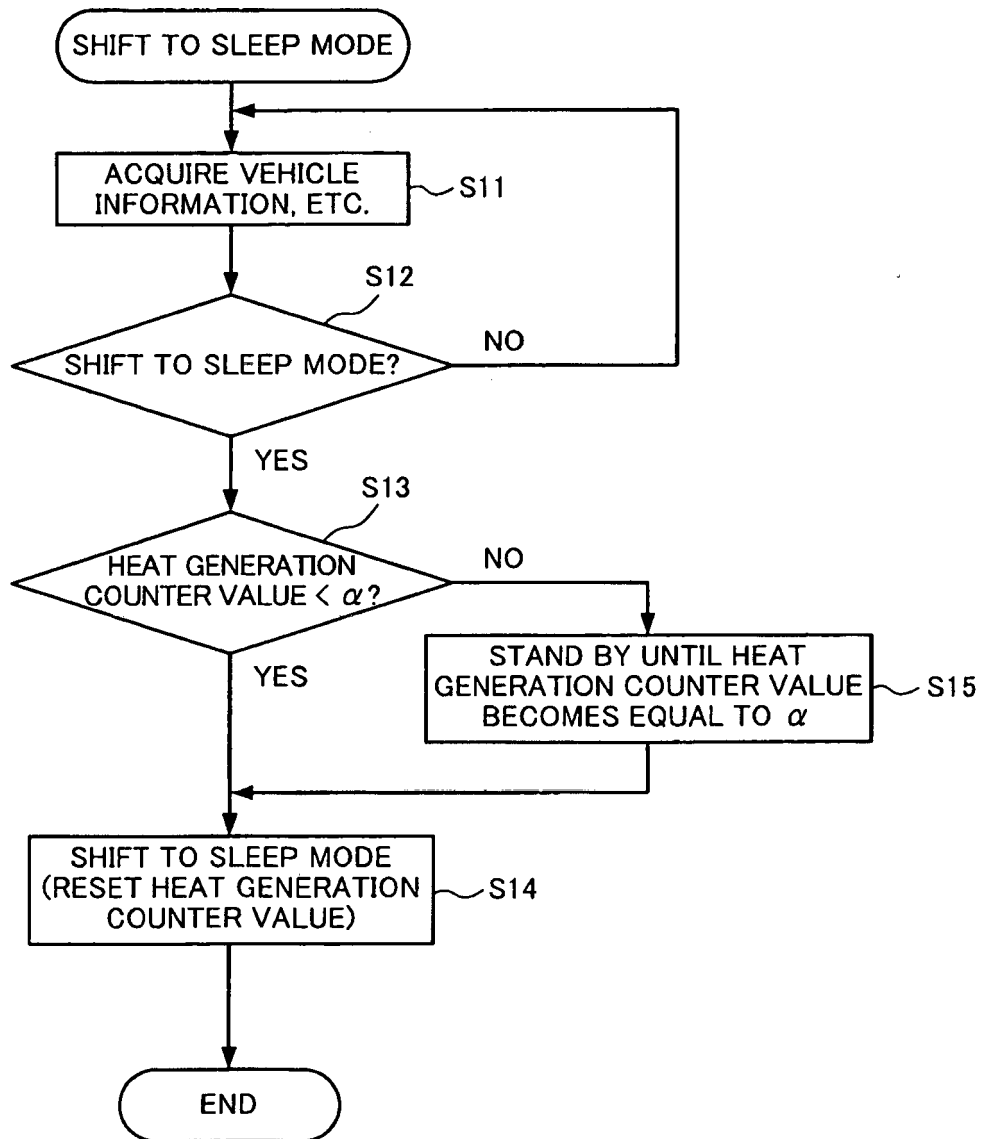 SHIFT TO SLEEP MODE
ACQUIRE VEHICLE
INFORMATION, ETC.
S11
S12
SHIFT TO SLEEP MODE?
NO
YES
S13
HEAT GENERATION
COUNTER VALUE < α?
NO
YES
STAND BY UNTIL HEAT
GENERATION COUNTER VALUE
BECOMES EQUAL TO α
S15
SHIFT TO SLEEP MODE
(RESET HEAT GENERATION
COUNTER VALUE)
S14
END